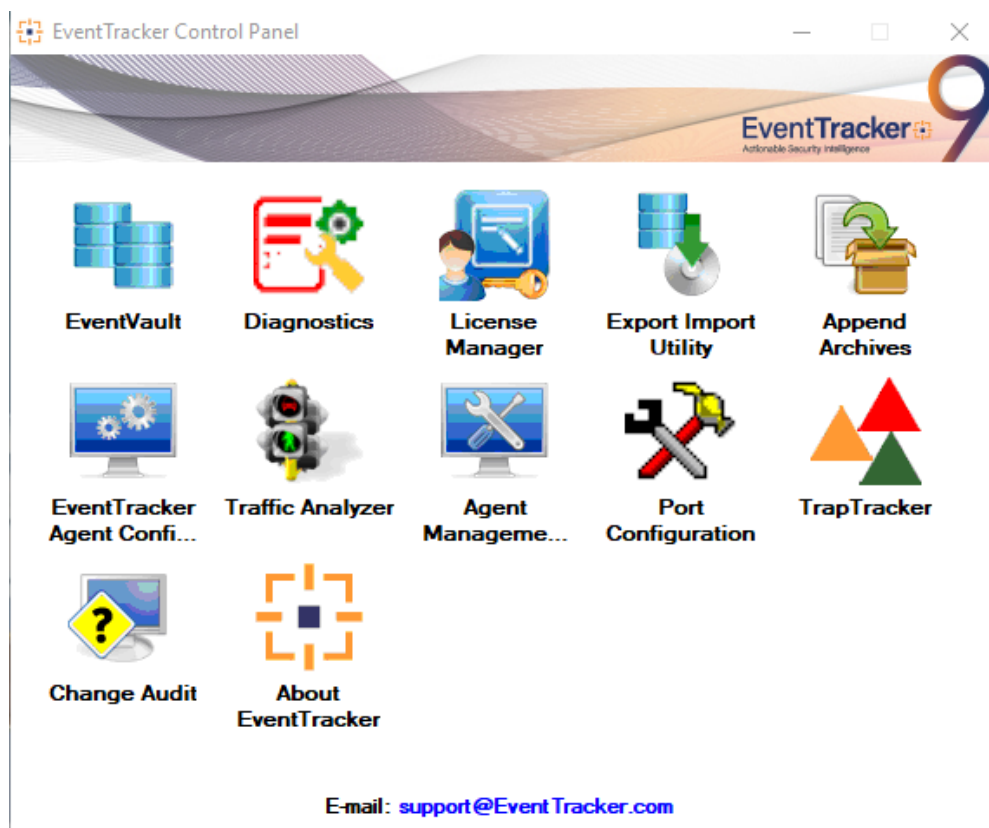 EventTracker Control Panel
EventTracker 9
Actionable Security Intelligence
EventVault
Diagnostics
License
Manager
Export Import
Utility
Append
Archives
EventTracker
Agent Confi...
Traffic Analyzer
Agent
Manageme...
Port
Configuration
TrapTracker
?
Change Audit
About
EventTracker
E-mail: support@EventTracker.com